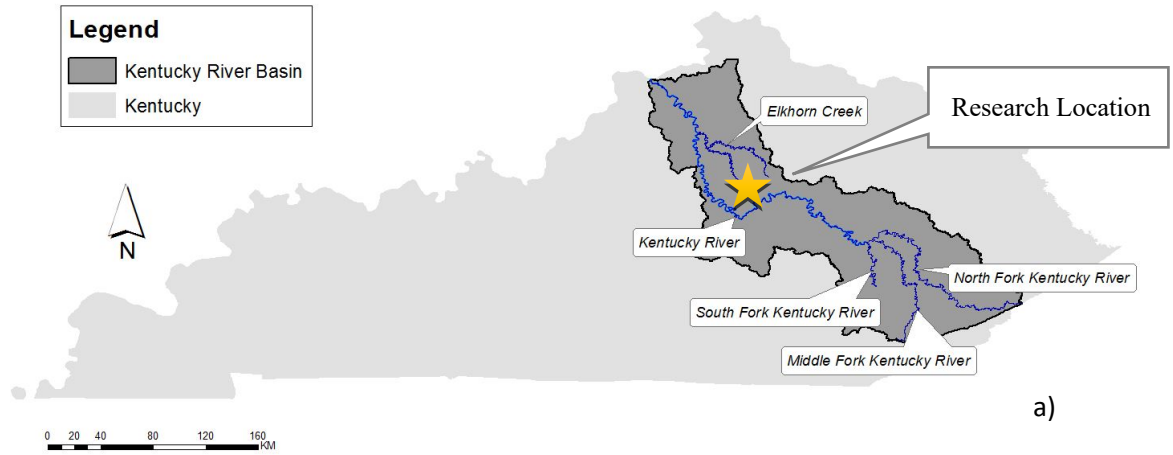 Legend
Kentucky River Basin
Kentucky
Elkhorn Creek
Research Location
N
Kentucky River
North Fork Kentucky River
South Fork Kentucky River
Middle Fork Kentucky River
a)
0 20 40 80 120 160
KM